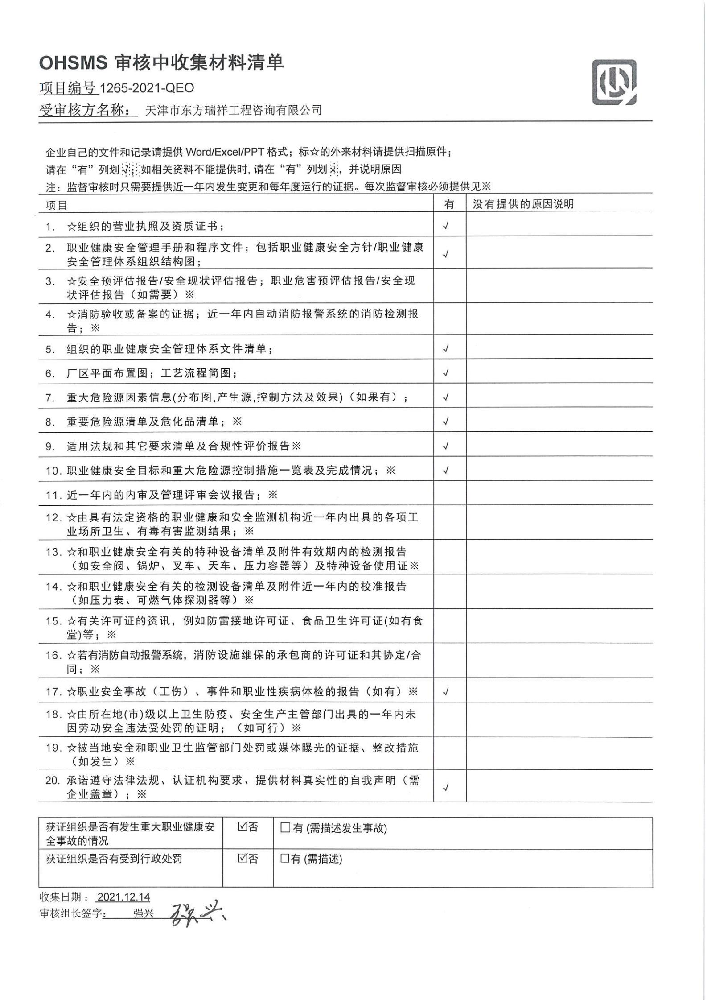 OHSMS 审核中收集材料清单
项目编号 1265-2021-QEO
受审核方名称： 天津市东方瑞祥工程咨询有限公司
企业自己的文件和记录请提供 Word/Excel/PPT 格式；标☆的外来材料请提供扫描原件；
请在“有”列划√；如相关资料不能提供时, 请在“有”列划×，并说明原因
注：监督审核时只需要提供近一年内发生变更和每年度运行的证据。每次监督审核必须提供见※
项目 有 没有提供的原因说明
1. ☆组织的营业执照及资质证书； √
2. 职业健康安全管理手册和程序文件；包括职业健康安全方针/职业健康
安全管理体系组织结构图； √
3. ☆安全预评估报告/安全现状评估报告；职业危害预评估报告/安全现
状评估报告（如需要）※
4. ☆消防验收或备案的证据；近一年内自动消防报警系统的消防检测报
告；※
5. 组织的职业健康安全管理体系文件清单； √
6. 厂区平面布置图；工艺流程简图； √
7. 重大危险源因素信息(分布图,产生源,控制方法及效果)（如果有）； √
8. 重要危险源清单及危化品清单；※ √
9. 适用法规和其它要求清单及合规性评价报告※ √
10. 职业健康安全目标和重大危险源控制措施一览表及完成情况；※ √
11. 近一年内的内审及管理评审会议报告；※
12. ☆由具有法定资格的职业健康和安全监测机构近一年内出具的各项工
业场所卫生、有毒有害监测结果；※
13. ☆和职业健康安全有关的特种设备清单及附件有效期内的检测报告
（如安全阀、锅炉、叉车、天车、压力容器等）及特种设备使用证※
14. ☆和职业健康安全有关的检测设备清单及附件近一年内的校准报告
（如压力表、可燃气体探测器等）※
15. ☆有关许可证的资讯，例如防雷接地许可证、食品卫生许可证(如有食
堂)等；※
16. ☆若有消防自动报警系统，消防设施维保的承包商的许可证和其协定/合
同；※
17. ☆职业安全事故（工伤）、事件和职业性疾病体检的报告（如有）※ √
18. ☆由所在地(市)级以上卫生防疫、安全生产主管部门出具的一年内未
因劳动安全违法受处罚的证明；（如可行）※
19. ☆被当地安全和职业卫生监管部门处罚或媒体曝光的证据、整改措施
（如发生）※
20. 承诺遵守法律法规、认证机构要求、提供材料真实性的自我声明（需
企业盖章）；※ √
获证组织是否有发生重大职业健康安 ☑否 □ 有 (需描述发生事故)
全事故的情况
获证组织是否有受到行政处罚 ☑否 □有 (需描述)
收集日期： 2021.12.14
审核组长签字: 强兴 强兴